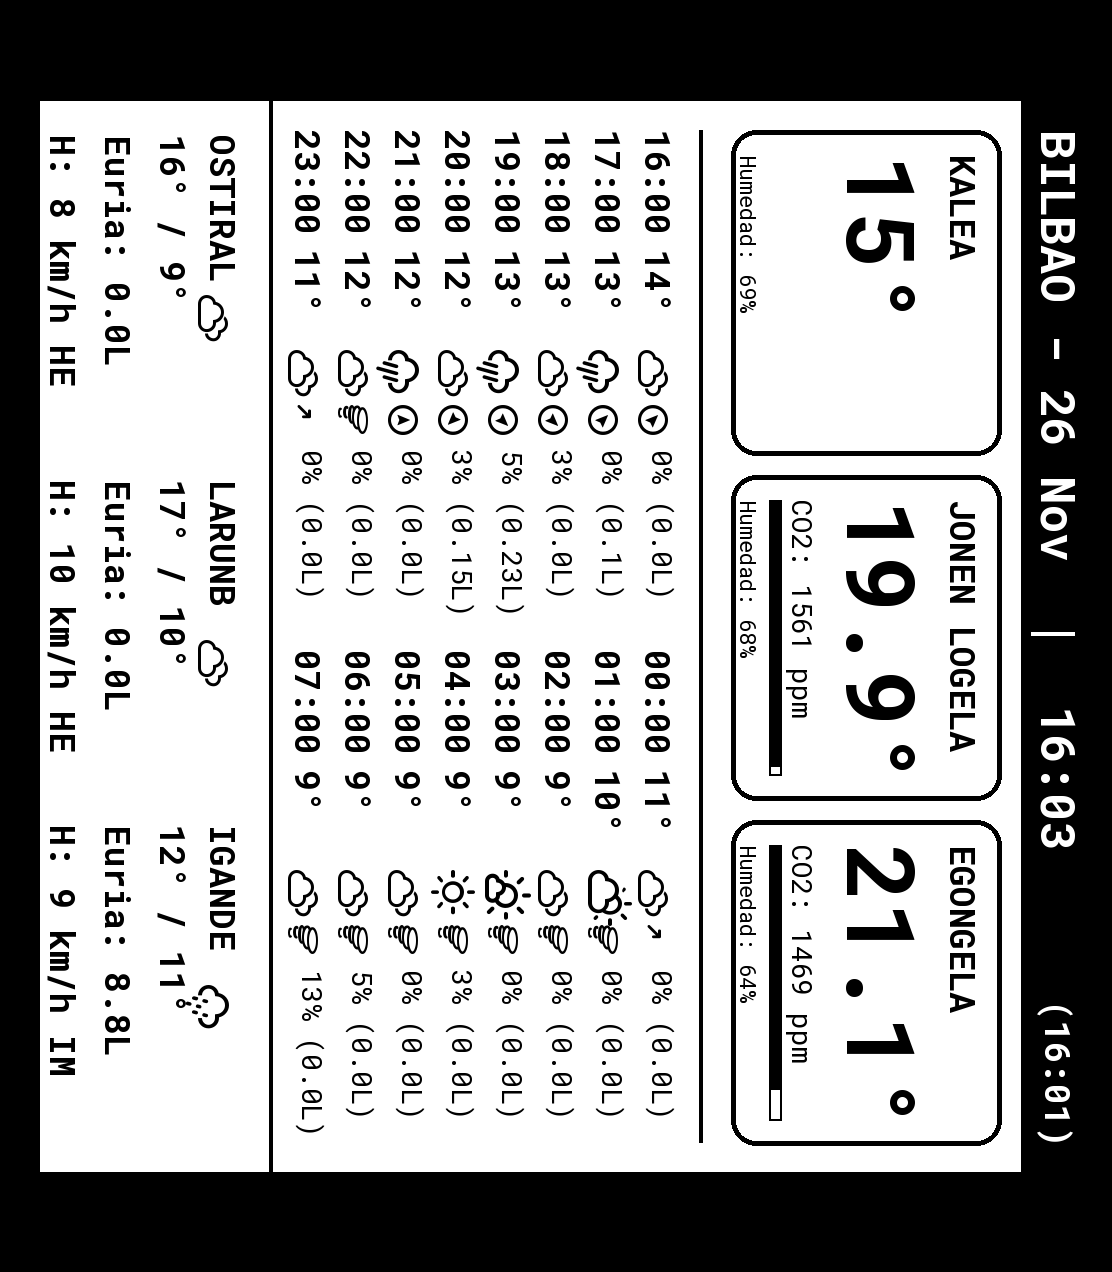 BILBAO - 26 Nov | 16:03 (16:01)
KALEA
15°
Humedad: 69%
JONEN LOGELA
19.9°
CO2: 1561 ppm
Humedad: 68%
EGONGELA
21.1°
CO2: 1469 ppm
Humedad: 64%
16:00 14° 0% (0.0L)
17:00 13° 0% (0.1L)
18:00 13° 3% (0.0L)
19:00 13° 5% (0.23L)
20:00 12° 3% (0.15L)
21:00 12° 0% (0.0L)
22:00 12° 0% (0.0L)
23:00 11° 0% (0.0L)
00:00 11° 0% (0.0L)
01:00 10° 0% (0.0L)
02:00 9° 0% (0.0L)
03:00 9° 0% (0.0L)
04:00 9° 3% (0.0L)
05:00 9° 0% (0.0L)
06:00 9° 5% (0.0L)
07:00 9° 13% (0.0L)
OSTIRAL
16° / 9°
Euria: 0.0L
H: 8 km/h HE
LARUNB
17° / 10°
Euria: 0.0L
H: 10 km/h HE
IGANDE
12° / 11°
Euria: 8.8L
H: 9 km/h IM